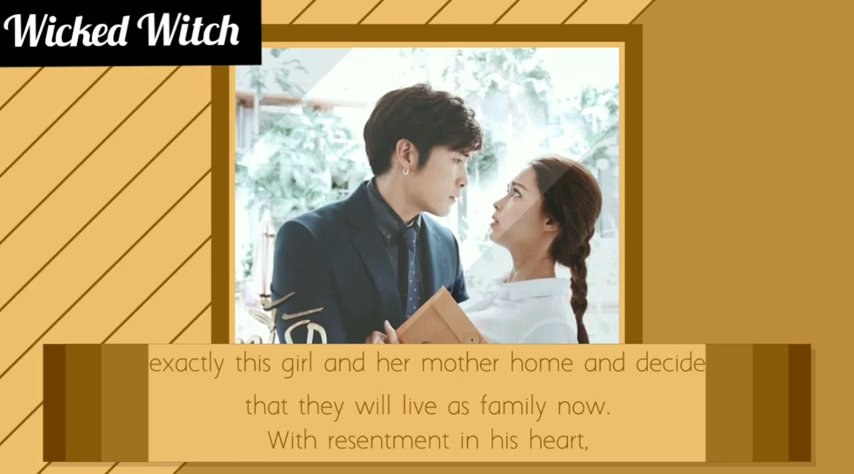 Wicked Witch
exactly this girl and her mother home and decide
that they will live as family now.
With resentment in his heart,